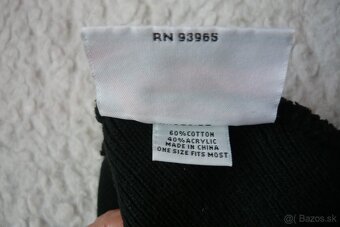 RN 93965
60%COTTON
40%ACRYLIC
MADE IN CHINA
ONE SIZE FITS MOST
Bazos.sk